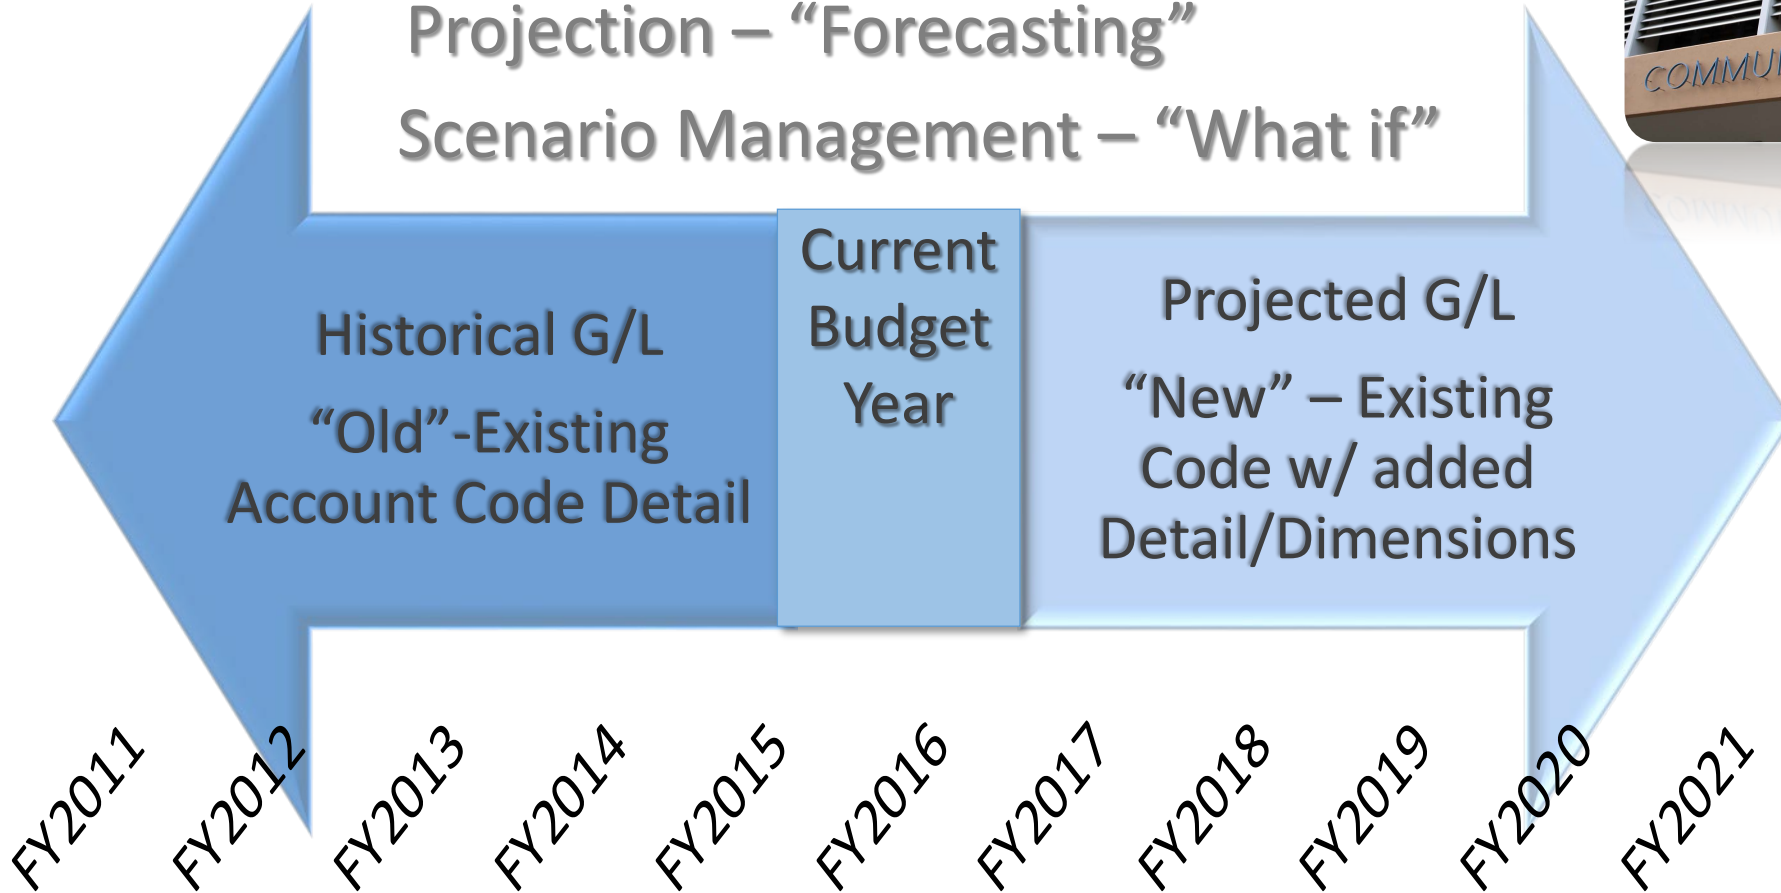 Projection – “Forecasting”
Scenario Management – “What if”
Historical G/L
“Old”-Existing
Account Code Detail
Current
Budget
Year
Projected G/L
“New” – Existing
Code w/ added
Detail/Dimensions
FY2011
FY2012
FY2013
FY2014
FY2015
FY2016
FY2017
FY2018
FY2019
FY2020
FY2021